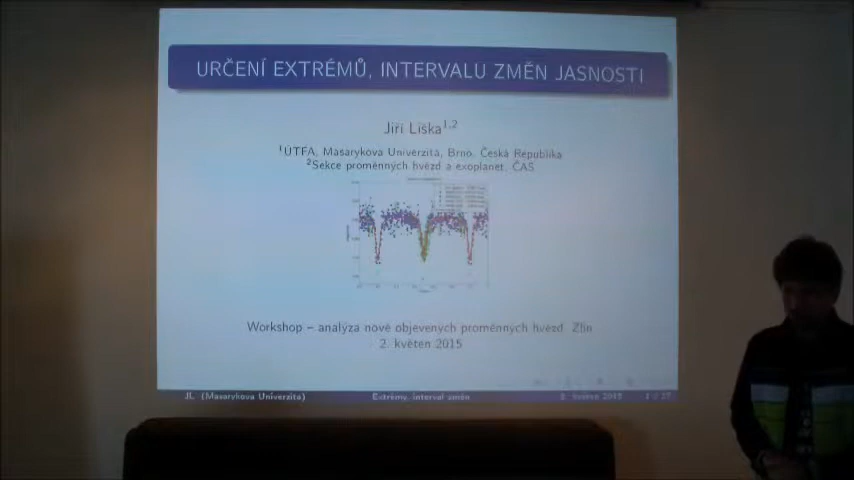 URČENÍ EXTRÉMŮ, INTERVALU ZMĚN JASNOSTI
Jiří Liška1,2
1ÚTFA, Masarykova Univerzita, Brno, Česká Republika
2Sekce proměnných hvězd a exoplanet, ČAS
Workshop – analýza nově objevených proměnných hvězd, Zlín
2. květen 2015
JL (Masarykova Univerzita) Extrémy, interval změn 2. května 2015 1 / 27